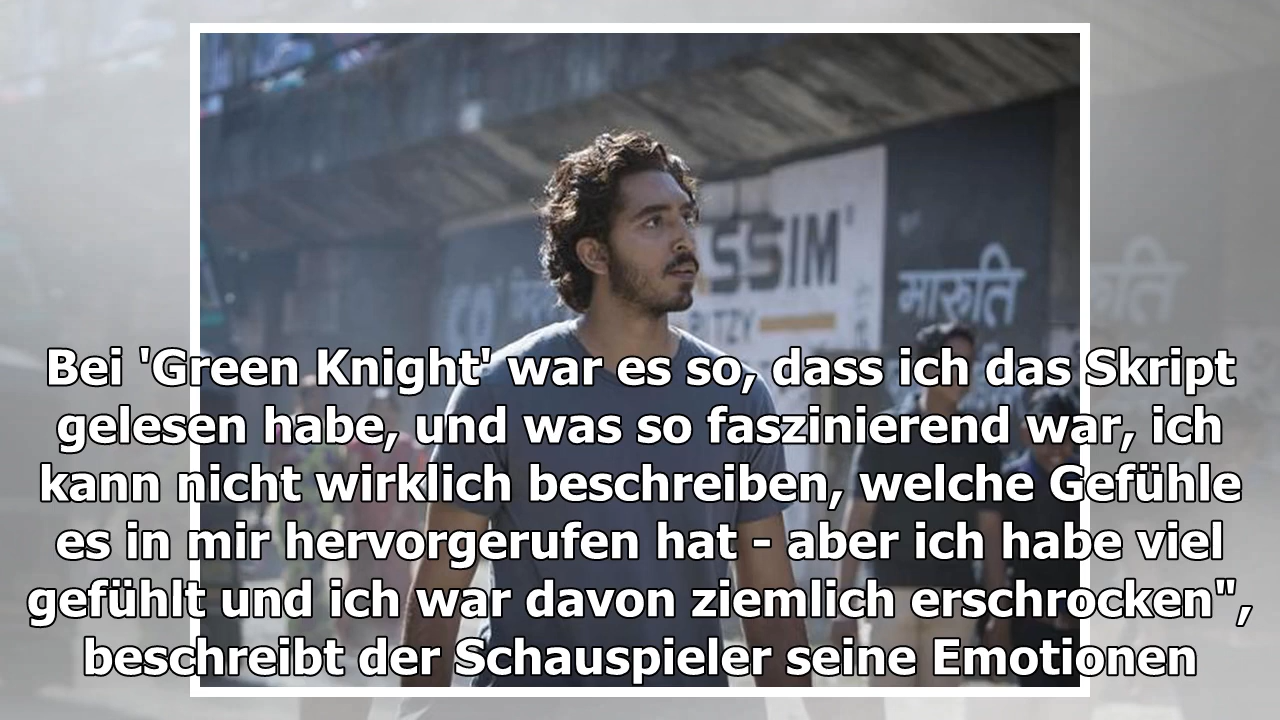 SSIM
मारुति
Bei 'Green Knight' war es so, dass ich das Skript
gelesen habe, und was so faszinierend war, ich
kann nicht wirklich beschreiben, welche Gefühle
es in mir hervorgerufen hat - aber ich habe viel
gefühlt und ich war davon ziemlich erschrocken",
beschreibt der Schauspieler seine Emotionen